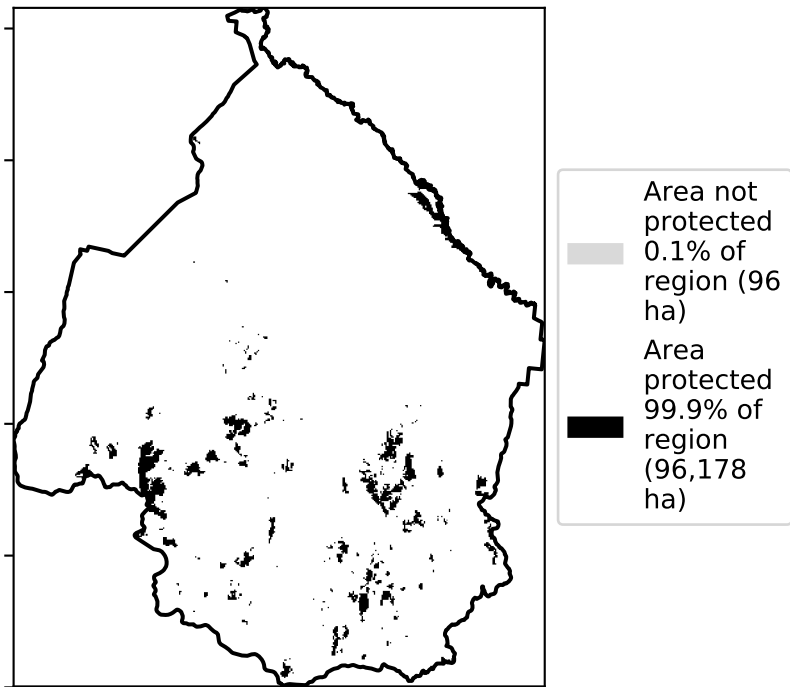 Area not
protected
0.1% of
region (96
ha)
Area
protected
99.9% of
region
(96,178
ha)